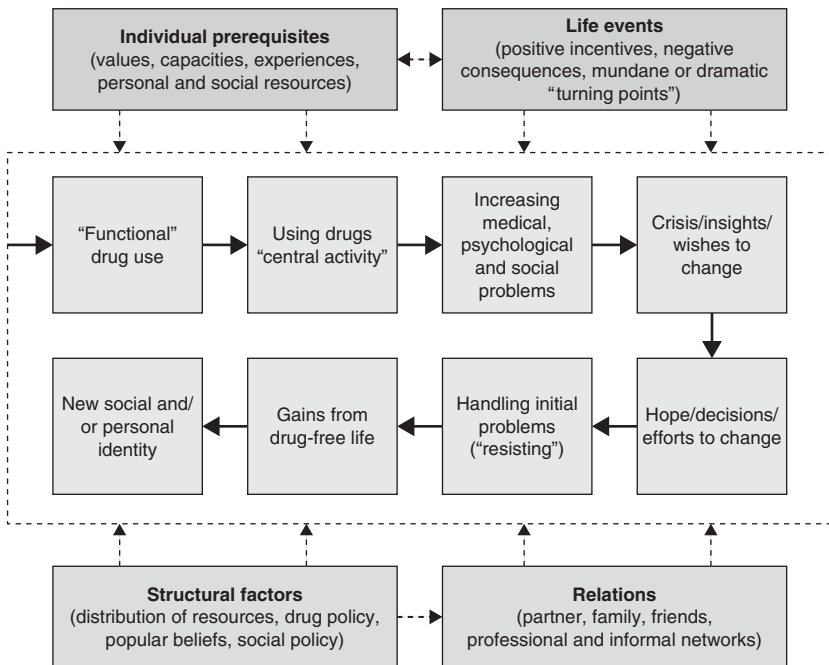 Individual prerequisites
(values, capacities, experiences,
personal and social resources)
Life events
(positive incentives, negative
consequences, mundane or dramatic
“turning points”)
“Functional”
drug use
Using drugs
“central activity”
Increasing
medical,
psychological
and social
problems
Crisis/insights/
wishes to
change
New social and/
or personal
identity
Gains from
drug-free life
Handling initial
problems
(“resisting”)
Hope/decisions/
efforts to change
Structural factors
(distribution of resources, drug policy,
popular beliefs, social policy)
Relations
(partner, family, friends,
professional and informal networks)